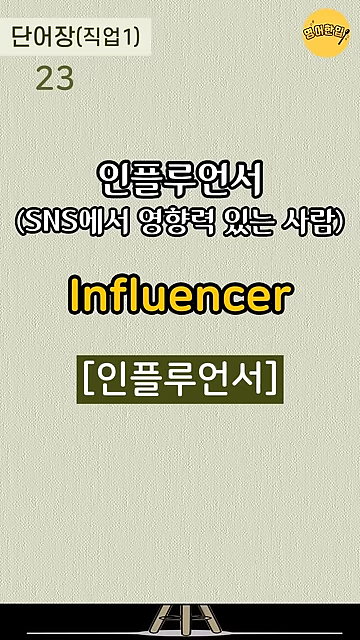 단어장(직업1)
영어한입
23
인플루언서
(SNS에서 영향력 있는 사람)
Influencer
[인플루언서]